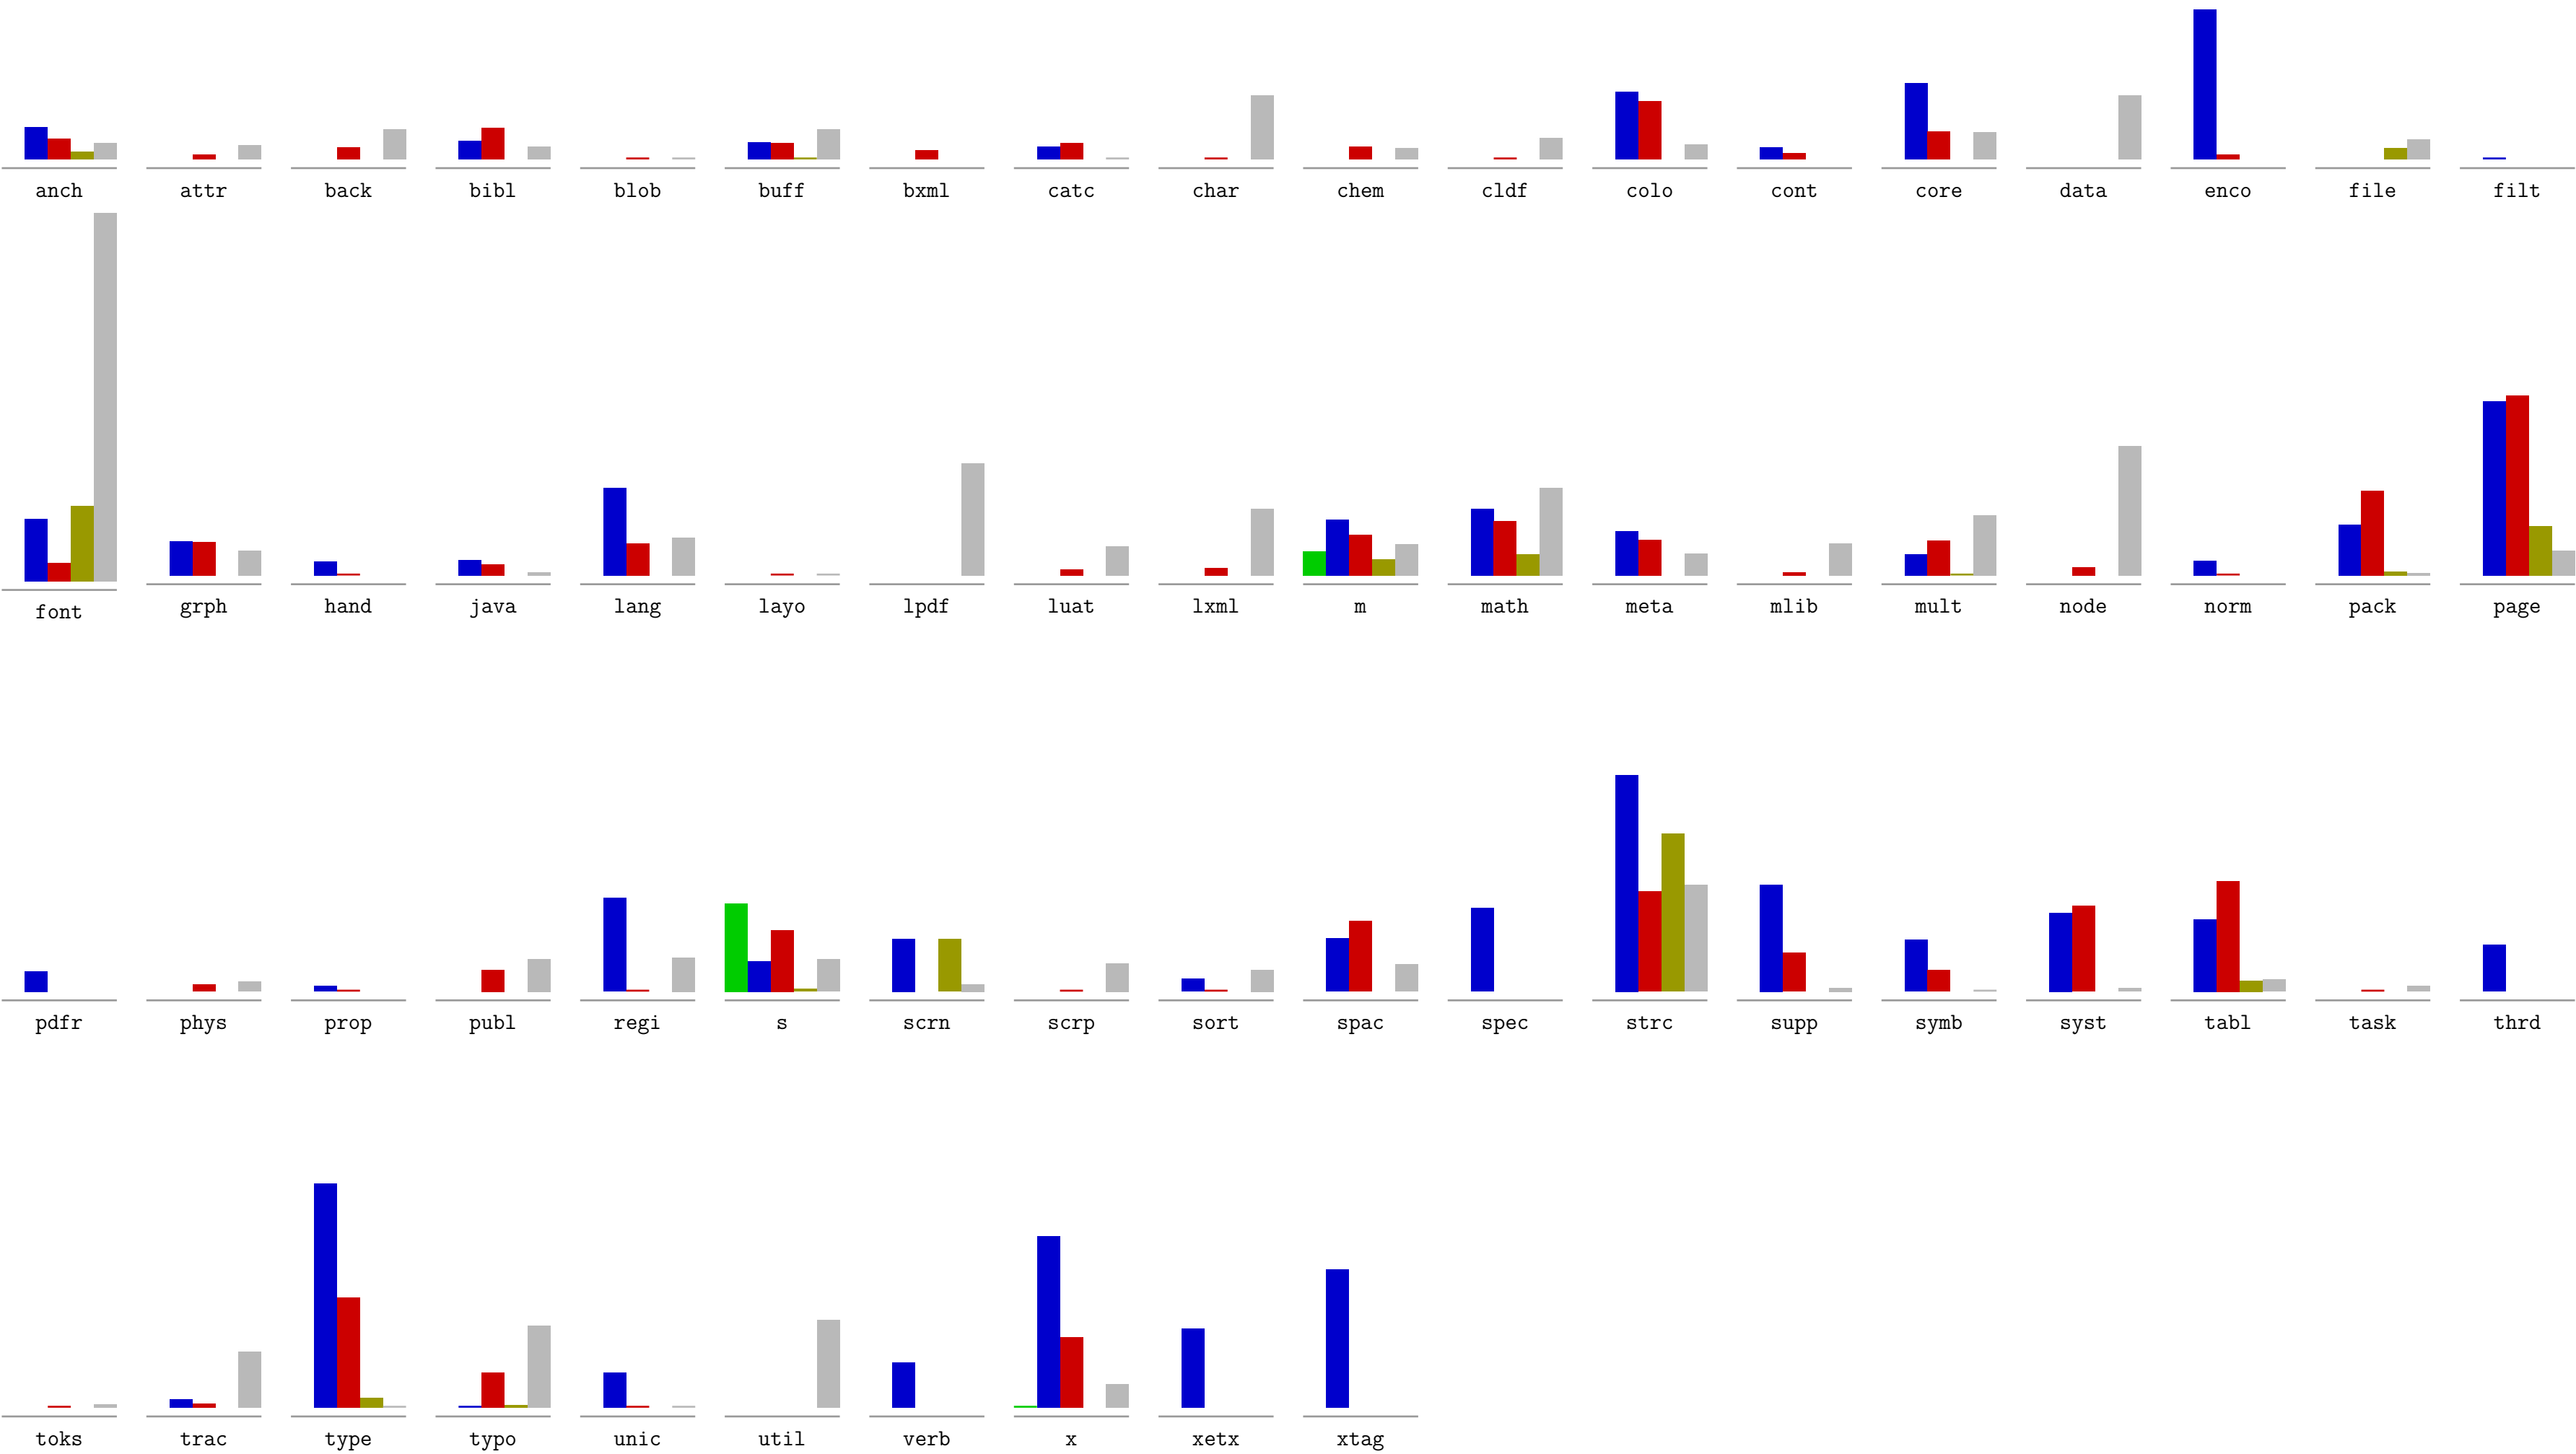 anch attr back bibl blob buff bxml catc char chem cldf colo cont core data enco file filt
font grph hand java lang layo lpdf luat lxml m math meta mlib mult node norm pack page
pdfr phys prop publ regi s scrn scrp sort spac spec strc supp symb syst tabl task thrd
toks trac type typo unic util verb x xetx xtag